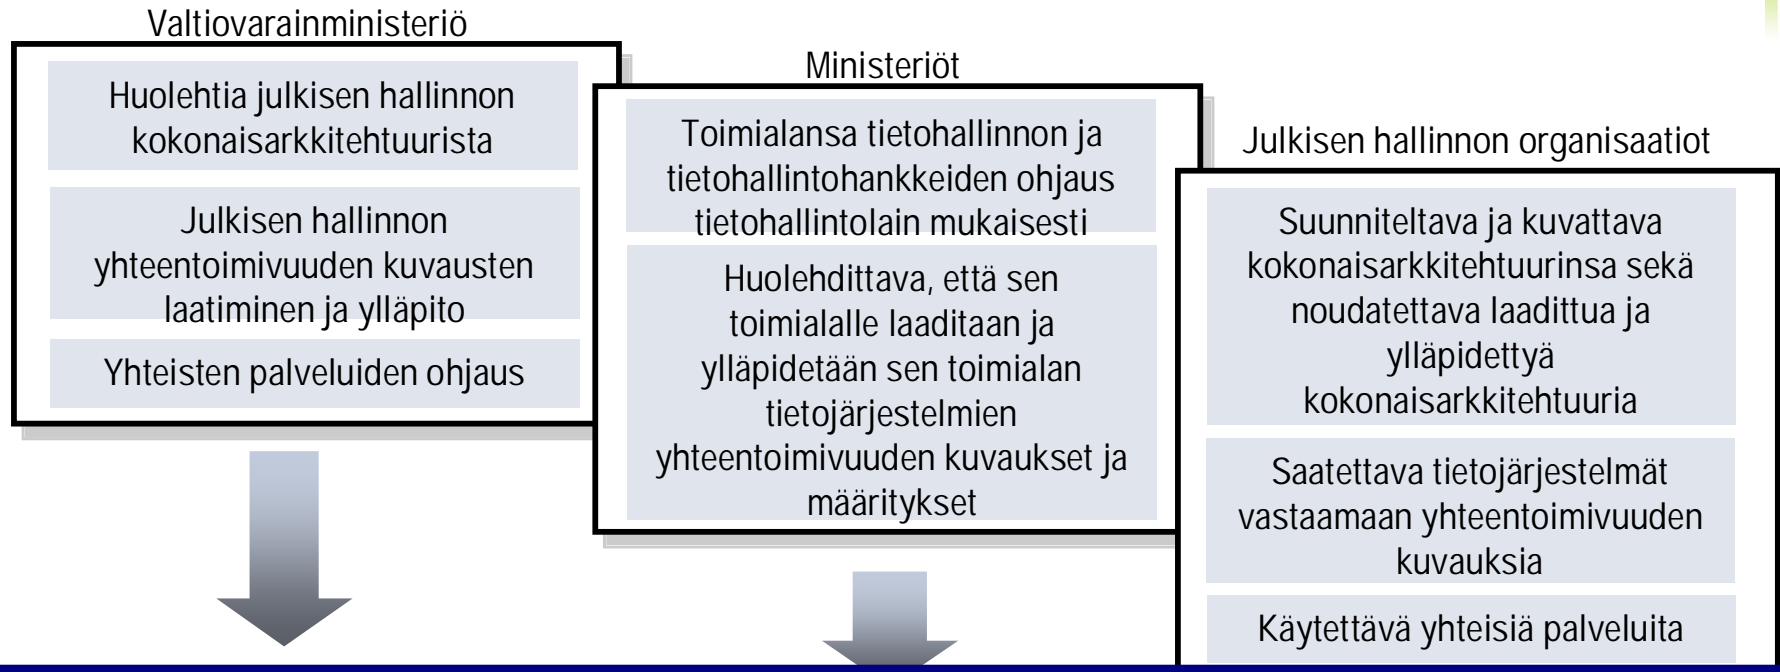 Valtiovarainministeriö
Huolehtia julkisen hallinnon
kokonaisarkkitehtuurista
Julkisen hallinnon
yhteentoimivuuden kuvausten
laatiminen ja ylläpito
Yhteisten palveluiden ohjaus
Ministeriöt
Toimialansa tietohallinnon ja
tietohallintohankkeiden ohjaus
tietohallintolain mukaisesti
Huolehdittava, että sen
toimialalle laaditaan ja
ylläpidetään sen toimialan
tietojärjestelmien
yhteentoimivuuden kuvaukset ja
määritykset
Julkisen hallinnon organisaatiot
Suunniteltava ja kuvattava
kokonaisarkkitehtuurinsa sekä
noudatettava laadittua ja
ylläpidettyä
kokonaisarkkitehtuuria
Saatettava tietojärjestelmät
vastaamaan yhteentoimivuuden
kuvauksia
Käytettävä yhteisiä palveluita